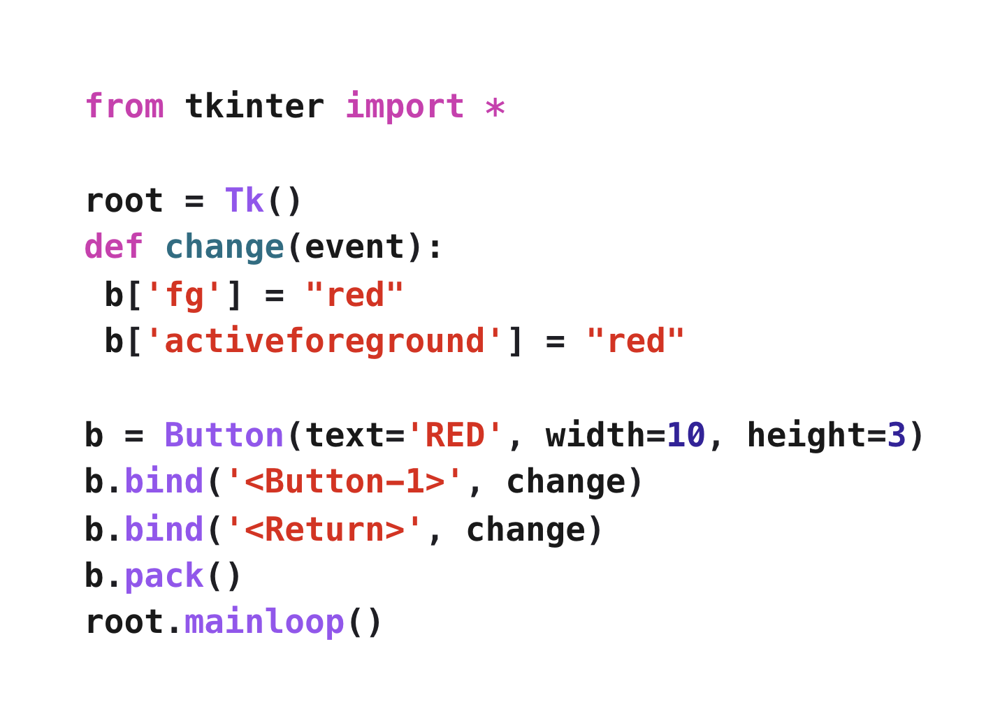 from tkinter import *
root = Tk()
def change(event):
 b['fg'] = "red"
 b['activeforeground'] = "red"
b = Button(text='RED', width=10, height=3)
b.bind('<Button-1>', change)
b.bind('<Return>', change)
b.pack()
root.mainloop()